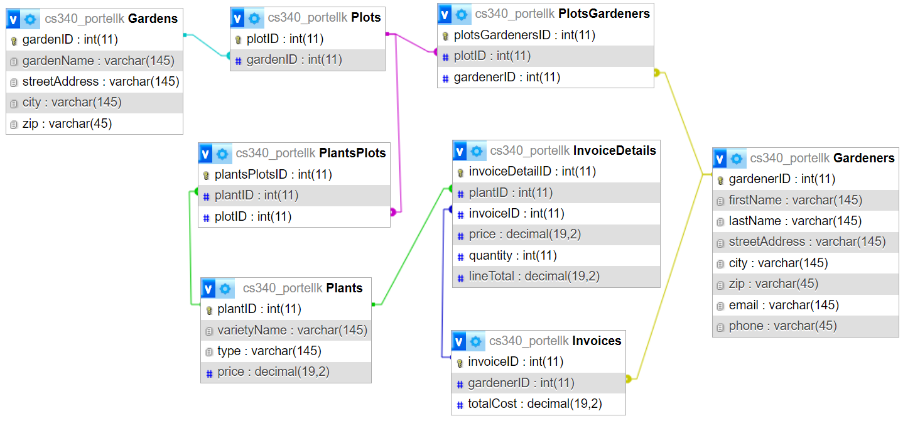 cs340_portellk Gardens
gardenID : int(11)
gardenName : varchar(145)
streetAddress : varchar(145)
city : varchar(145)
zip : varchar(45)
cs340_portellk Plots
plotID : int(11)
gardenID : int(11)
cs340_portellk PlotsGardeners
plotsGardenersID : int(11)
plotID : int(11)
gardenerID : int(11)
cs340_portellk PlantsPlots
plantsPlotsID : int(11)
plantID : int(11)
plotID : int(11)
cs340_portellk InvoiceDetails
invoiceDetailID : int(11)
plantID : int(11)
invoiceID : int(11)
price : decimal(19,2)
quantity : int(11)
lineTotal : decimal(19,2)
cs340_portellk Gardeners
gardenerID : int(11)
firstName : varchar(145)
lastName : varchar(145)
streetAddress : varchar(145)
city : varchar(145)
zip : varchar(45)
email : varchar(145)
phone : varchar(45)
cs340_portellk Plants
plantID : int(11)
varietyName : varchar(145)
type : varchar(145)
price : decimal(19,2)
cs340_portellk Invoices
invoiceID : int(11)
gardenerID : int(11)
totalCost : decimal(19,2)